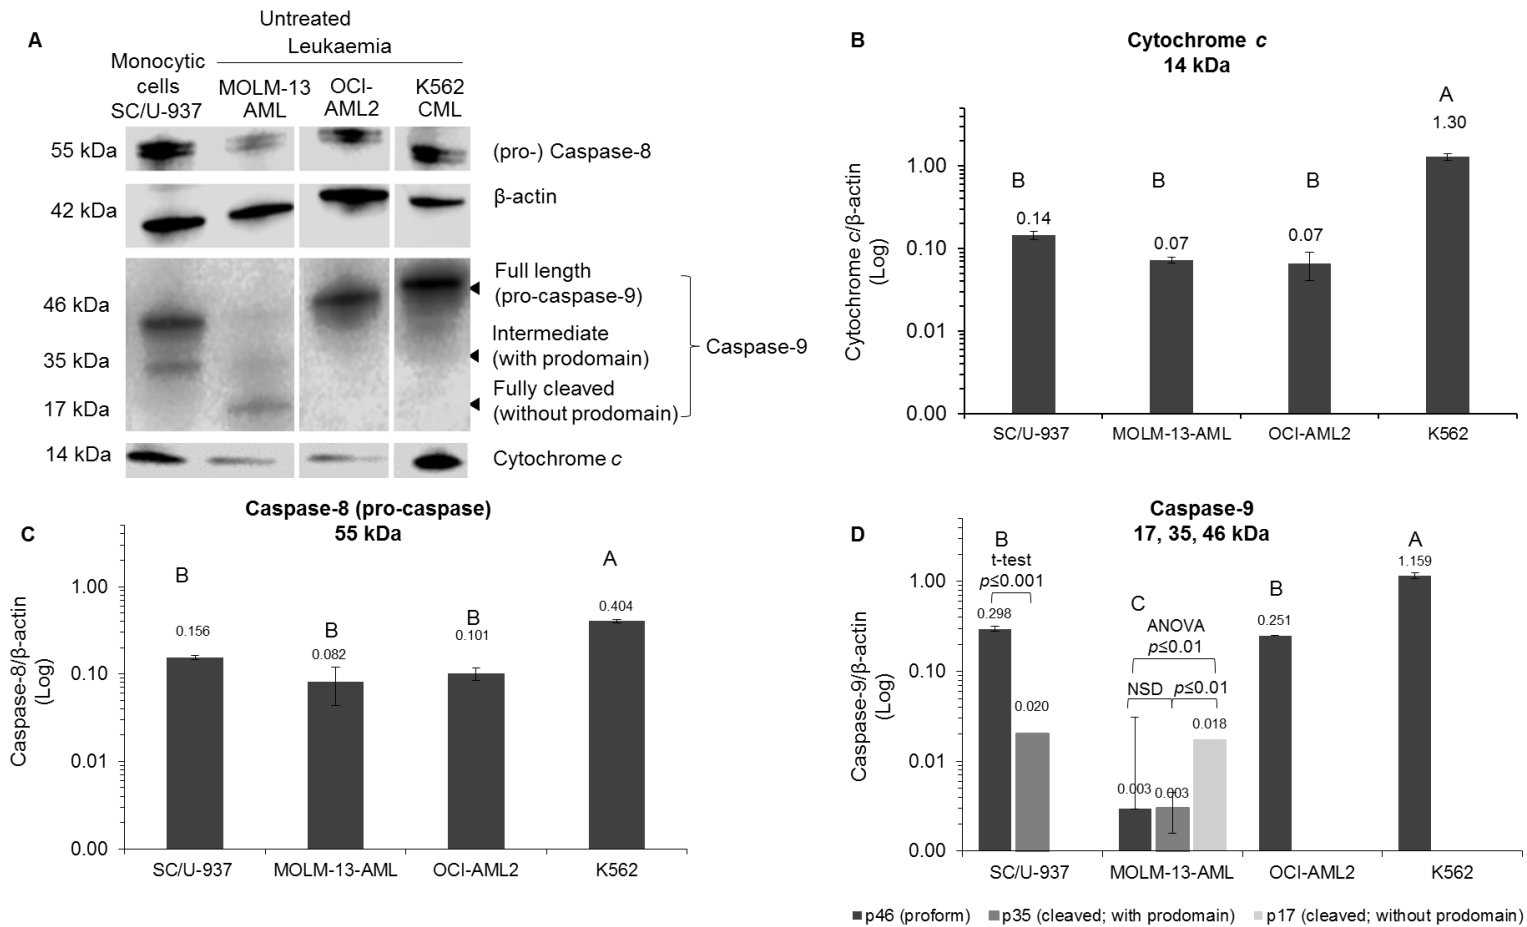 A
Untreated
Leukaemia
Monocytic
cells
SC/U-937
MOLM-13
AML
OCI-
AML2
K562
CML
55 kDa
(pro-) Caspase-8
42 kDa
β-actin
46 kDa
35 kDa
17 kDa
Full length
(pro-caspase-9)
Intermediate
(with prodomain)
Fully cleaved
(without prodomain)
Caspase-9
14 kDa
Cytochrome c
B
Cytochrome c
14 kDa
Cytochrome c/β-actin
(Log)
1.00
0.10
0.01
0.00
B
0.14
B
0.07
B
0.07
A
1.30
SC/U-937
MOLM-13-AML
OCI-AML2
K562
C
Caspase-8 (pro-caspase)
55 kDa
Caspase-8/β-actin
(Log)
1.00
0.10
0.01
0.00
B
0.156
B
0.082
B
0.101
A
0.404
SC/U-937
MOLM-13-AML
OCI-AML2
K562
D
Caspase-9
17, 35, 46 kDa
Caspase-9/β-actin
(Log)
1.00
0.10
0.01
0.00
B
t-test
p≤0.001
0.298
0.020
C
ANOVA
p≤0.01
NSD
p≤0.01
0.003
0.003
0.018
B
0.251
A
1.159
SC/U-937
MOLM-13-AML
OCI-AML2
K562
p46 (proform)
p35 (cleaved; with prodomain)
p17 (cleaved; without prodomain)